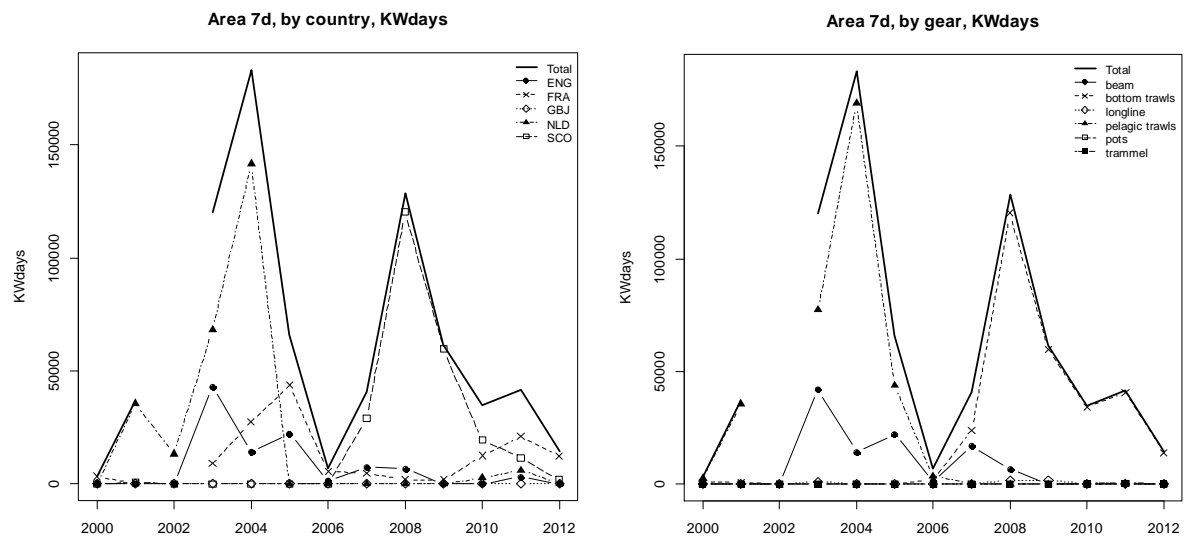 Area 7d, by country, KWdays
KWdays
150000
100000
50000
0
2000 2002 2004 2006 2008 2010 2012
Total
ENG
FRA
GBJ
NLD
SCO
Area 7d, by gear, KWdays
KWdays
150000
100000
50000
0
2000 2002 2004 2006 2008 2010 2012
Total
beam
bottom trawls
longline
pelagic trawls
pots
trammel